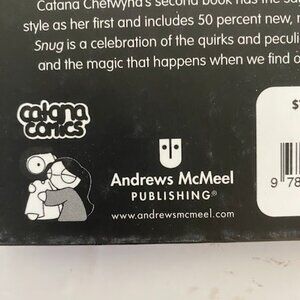 Catana Chetwynd's second book has the sa
style as her first and includes 50 percent new, n
Snug is a celebration of the quirks and peculi
and the magic that happens when we find o
catana
comics
Andrews McMeel
PUBLISHING®
www.andrewsmcmeel.com
9 78